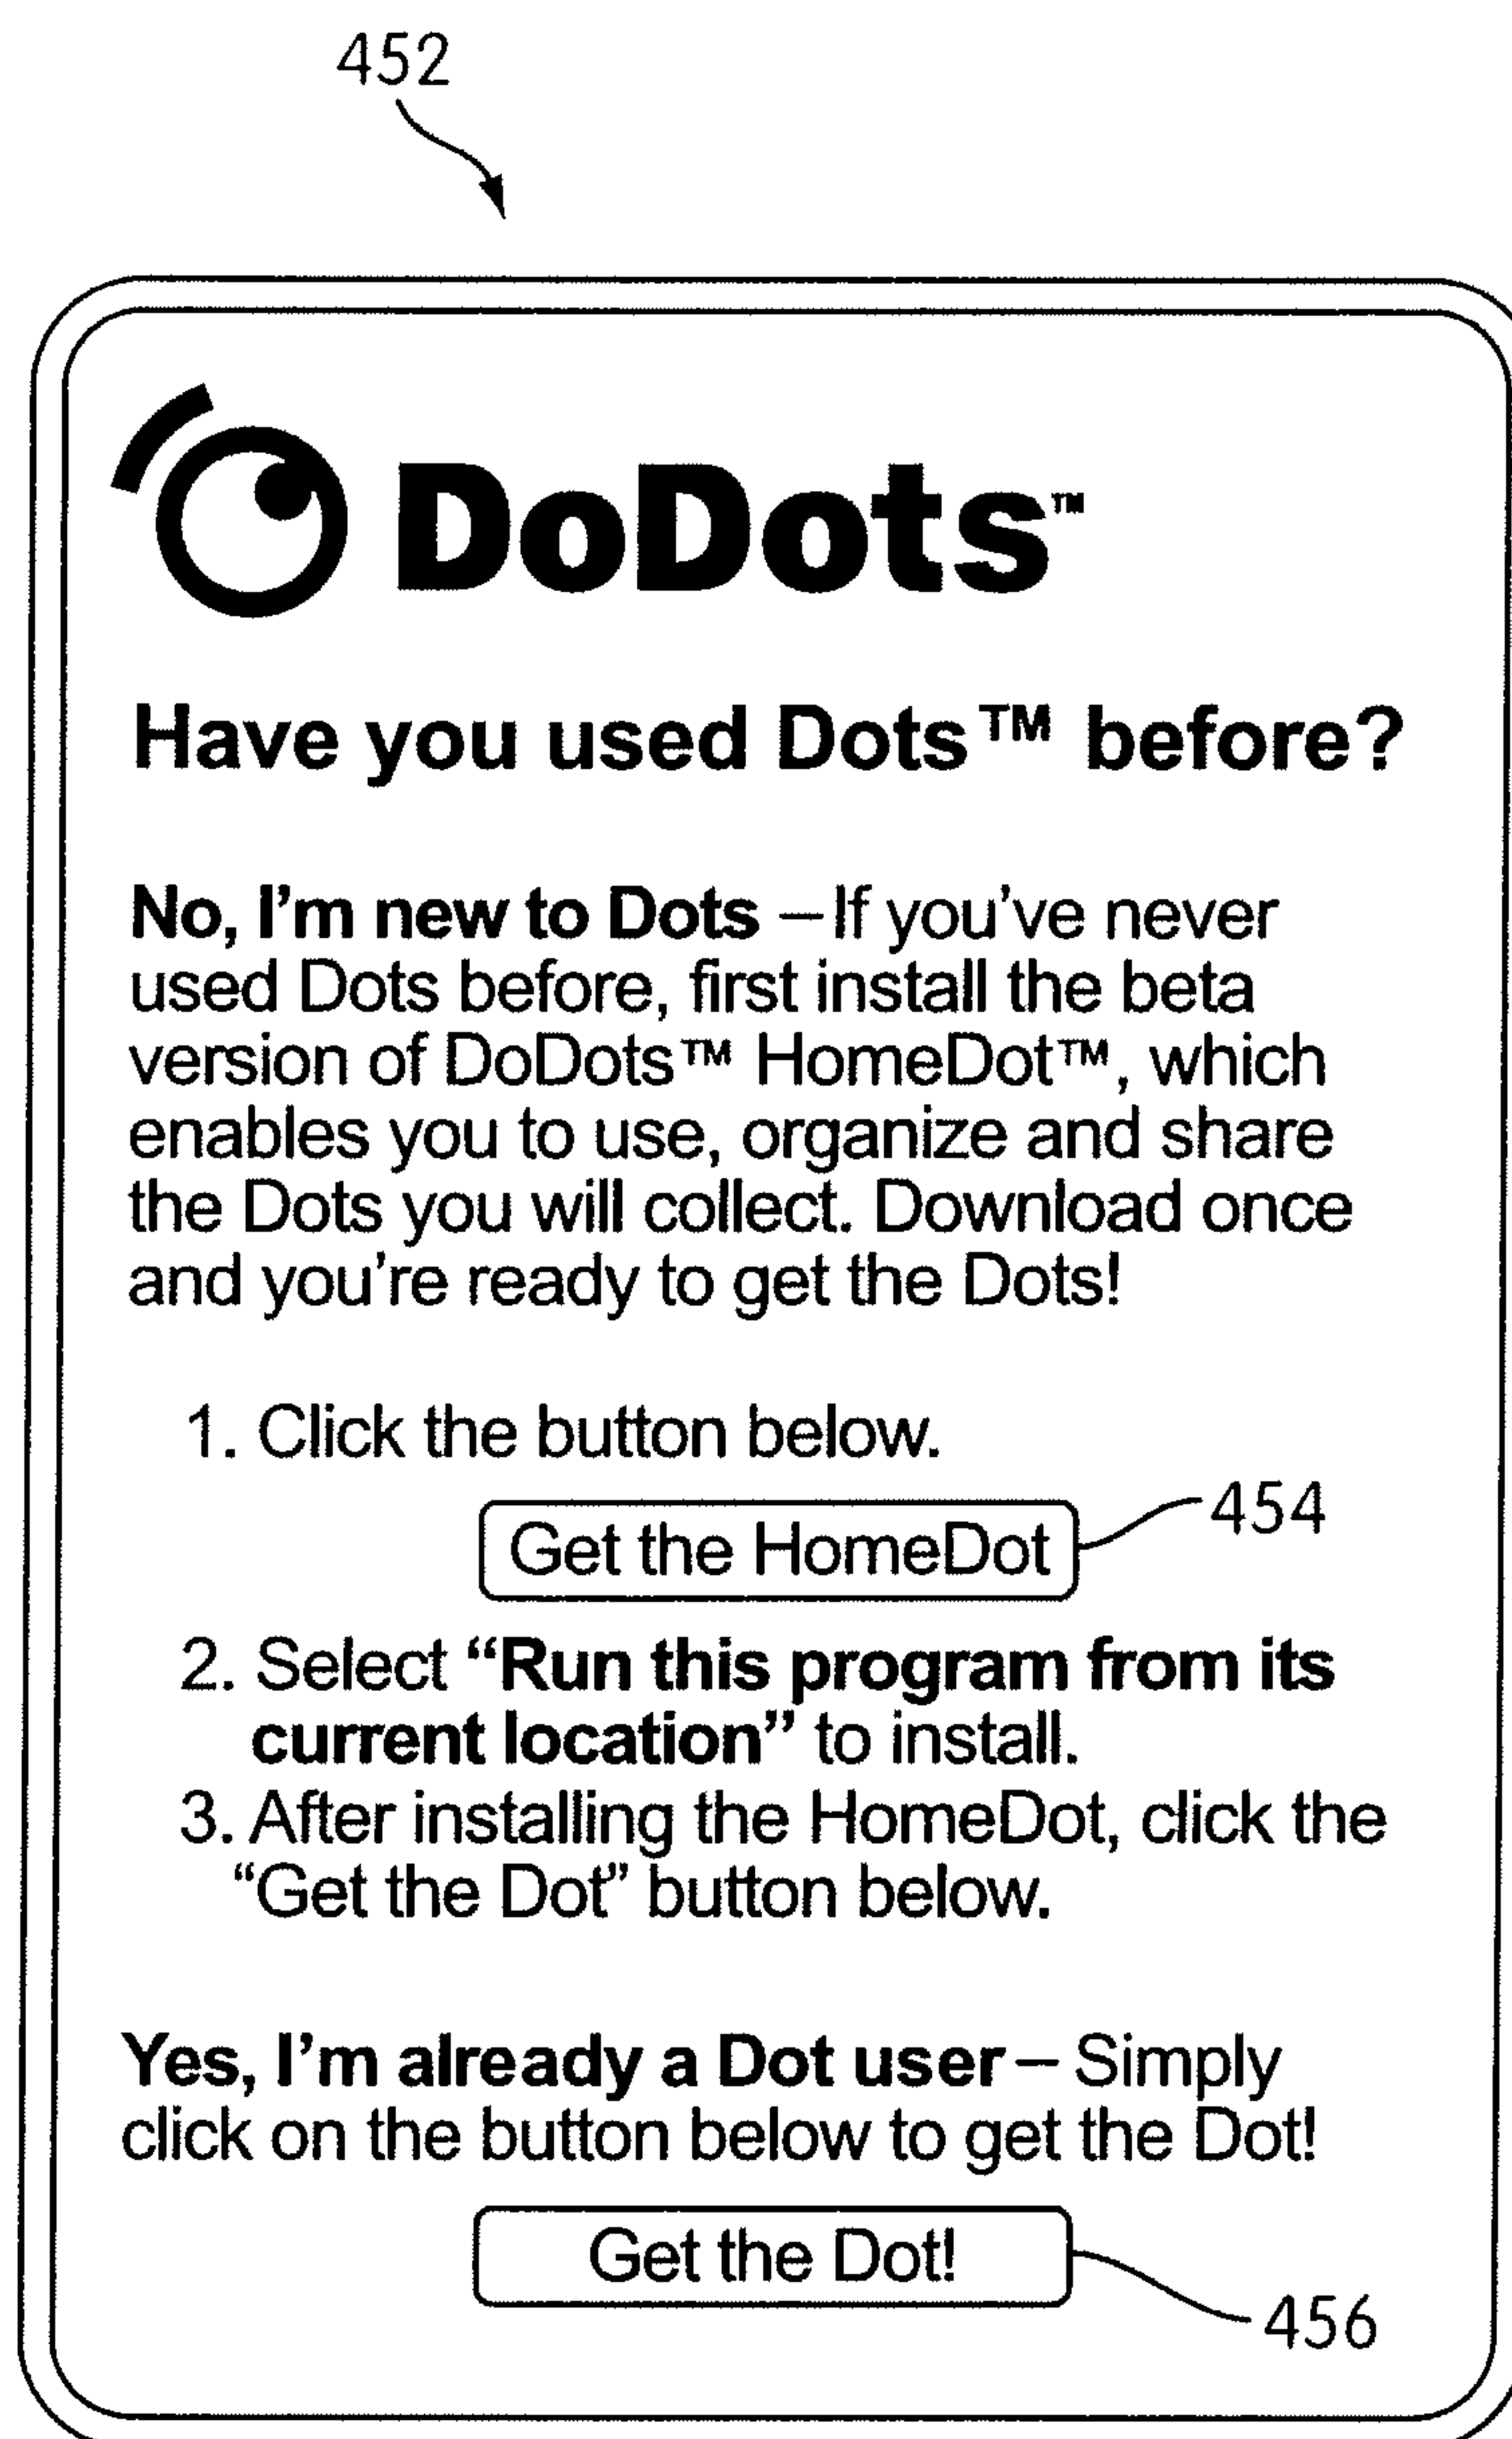 452
DoDots™
Have you used Dots™ before?
No, I'm new to Dots – If you've never
used Dots before, first install the beta
version of DoDots™ HomeDot™, which
enables you to use, organize and share
the Dots you will collect. Download once
and you're ready to get the Dots!
1. Click the button below.
Get the HomeDot 454
2. Select “Run this program from its
current location” to install.
3. After installing the HomeDot, click the
“Get the Dot” button below.
Yes, I'm already a Dot user – Simply
click on the button below to get the Dot!
Get the Dot!
456